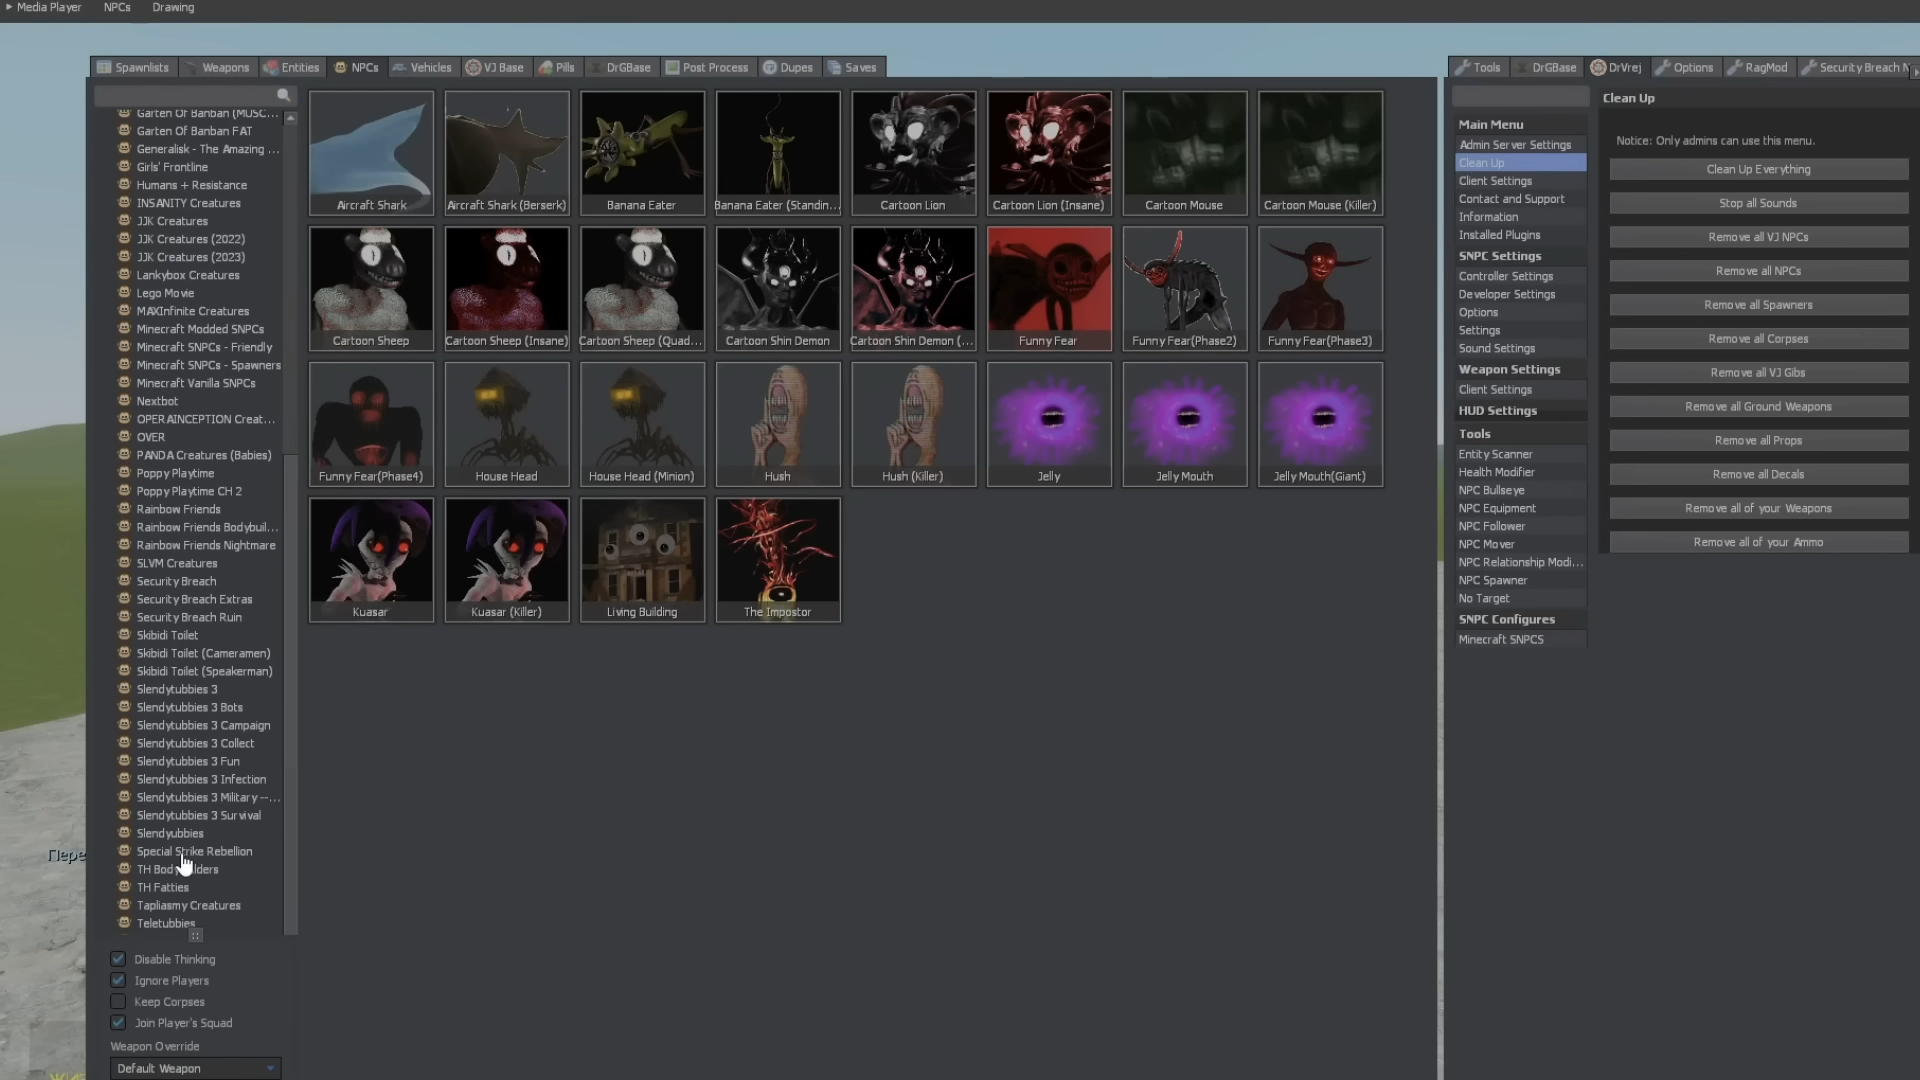 Media Player
NPCs
Drawing
Spawnlists
Weapons
Entities
NPCs
Vehicles
VJ Base
Pills
DrGBase
Post Process
Dupes
Saves
Garten Of Banban (MUSC...
Garten Of Banban FAT
Generalisk - The Amazing ...
Girls' Frontline
Humans + Resistance
INSANITY Creatures
JJK Creatures
JJK Creatures (2022)
JJK Creatures (2023)
Lankybox Creatures
Lego Movie
MAXInfinite Creatures
Minecraft Modded SNPCs
Minecraft SNPCs - Friendly
Minecraft SNPCs - Spawners
Minecraft Vanilla SNPCs
Nextbot
OPERAINCEPTION Creat...
OVER
PANDA Creatures (Babies)
Poppy Playtime
Poppy Playtime CH 2
Rainbow Friends
Rainbow Friends Bodybuil...
Rainbow Friends Nightmare
SLVM Creatures
Security Breach
Security Breach Extras
Security Breach Ruin
Skibidi Toilet
Skibidi Toilet (Cameramen)
Skibidi Toilet (Speakerman)
Slendytubbies 3
Slendytubbies 3 Bots
Slendytubbies 3 Campaign
Slendytubbies 3 Collect
Slendytubbies 3 Fun
Slendytubbies 3 Infection
Slendytubbies 3 Military --...
Slendytubbies 3 Survival
Slendyubbies
Special Strike Rebellion
TH
TH Fatties
Tapliasmy Creatures
Teletubbies
Disable Thinking
Ignore Players
Keep Corpses
Join Player's Squad
Weapon Override
Default Weapon
Пере
Aircraft Shark
Aircraft Shark (Berserk)
Banana Eater
Banana Eater (Standin...
Cartoon Lion
Cartoon Lion (Insane)
Cartoon Mouse
Cartoon Mouse (Killer)
Cartoon Sheep
Cartoon Sheep (Insane)
Cartoon Sheep (Quad...
Cartoon Shin Demon
Cartoon Shin Demon (...
Funny Fear
Funny Fear(Phase2)
Funny Fear(Phase3)
Funny Fear(Phase4)
House Head
House Head (Minion)
Hush
Hush (Killer)
Jelly
Jelly Mouth
Jelly Mouth(Giant)
Kuasar
Kuasar (Killer)
Living Building
The Impostor
Tools
DrGBase
DrVrej
Options
RagMod
Security Breach
Main Menu
Admin Server Settings
Clean Up
Client Settings
Contact and Support
Information
Installed Plugins
SNPC Settings
Controller Settings
Developer Settings
Options
Settings
Sound Settings
Weapon Settings
Client Settings
HUD Settings
Tools
Entity Scanner
Health Modifier
NPC Bullseye
NPC Equipment
NPC Follower
NPC Mover
NPC Relationship Modi...
NPC Spawner
No Target
SNPC Configures
Minecraft SNPCS
Clean Up
Notice: Only admins can use this menu.
Clean Up Everything
Stop all Sounds
Remove all VJ NPCs
Remove all NPCs
Remove all Spawners
Remove all Corpses
Remove all VJ Gibs
Remove all Ground Weapons
Remove all Props
Remove all Decals
Remove all of your Weapons
Remove all of your Ammo